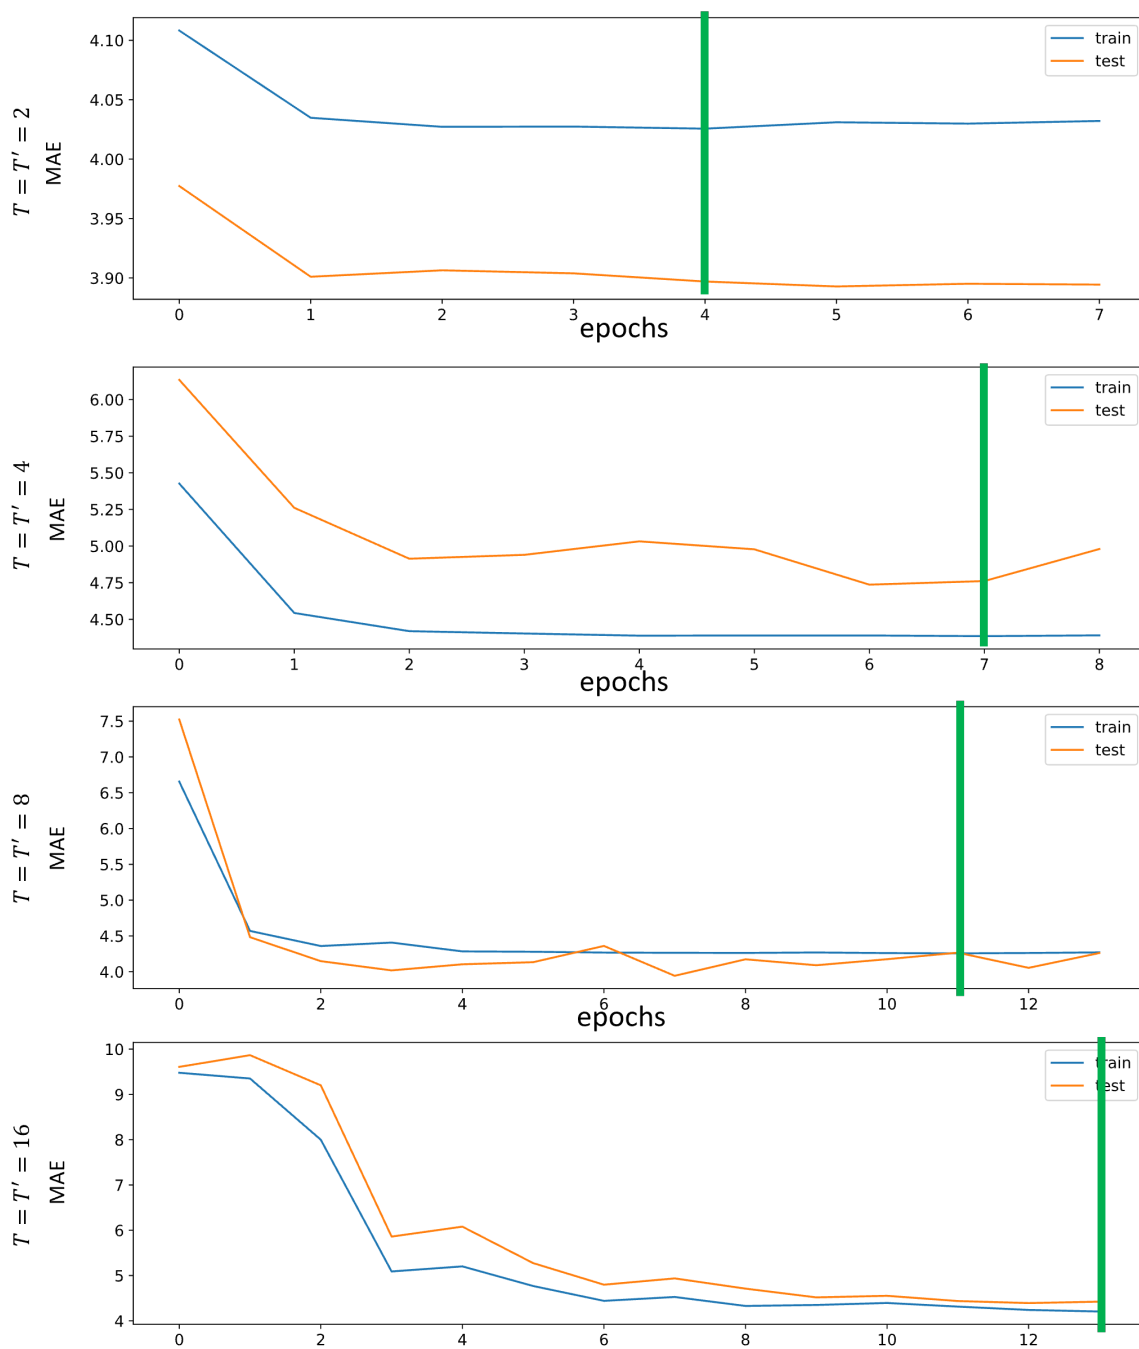 T = T′ = 2
MAE
4.10
4.05
4.00
3.95
3.90
train
test
0 1 2 3 4 5 6 7
epochs
T = T′ = 4
MAE
6.00
5.75
5.50
5.25
5.00
4.75
4.50
train
test
0 1 2 3 4 5 6 7 8
epochs
T = T′ = 8
MAE
7.5
7.0
6.5
6.0
5.5
5.0
4.5
4.0
train
test
0 2 4 6 8 10 12
epochs
T = T′ = 16
MAE
10
9
8
7
6
5
4
train
test
0 2 4 6 8 10 12